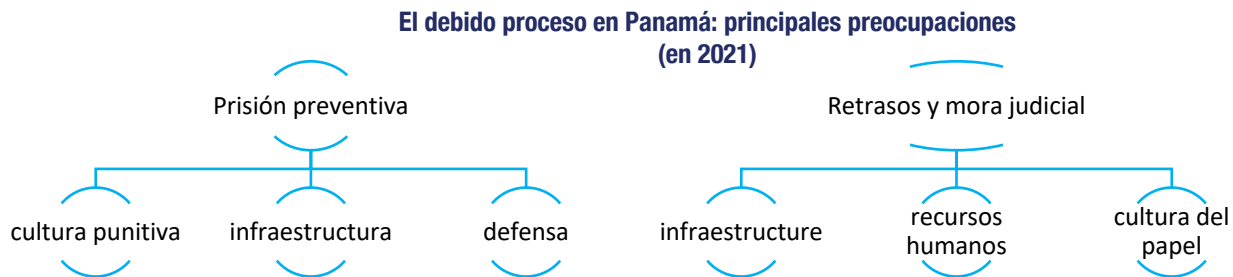 El debido proceso en Panamá: principales preocupaciones
(en 2021)
Prisión preventiva
Retrasos y mora judicial
cultura punitiva
infraestructura
defensa
infraestructure
recursos
humanos
cultura del
papel